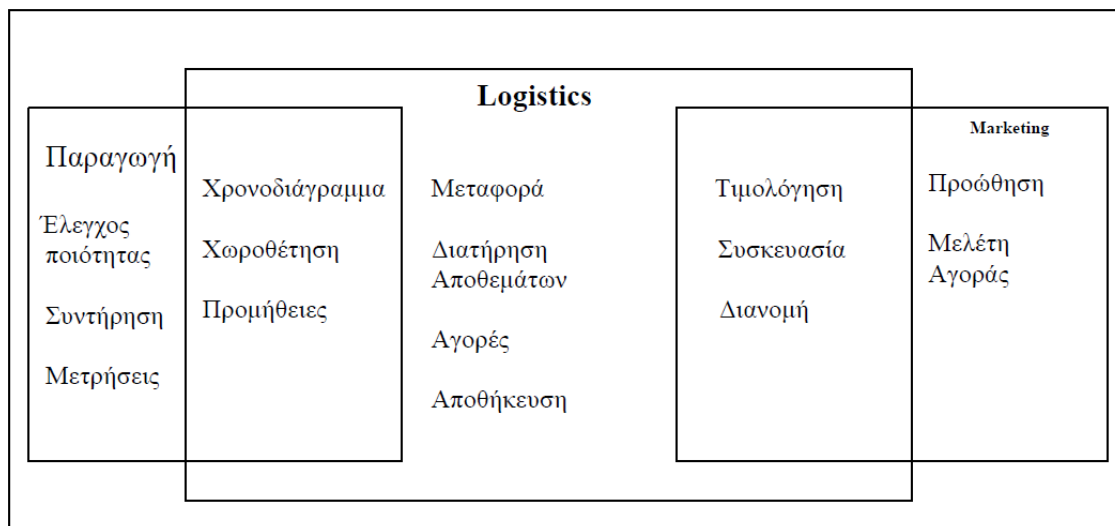 Logistics
Marketing
Παραγωγή
Έλεγχος
ποιότητας
Συντήρηση
Μετρήσεις
Χρονοδιάγραμμα
Χωροθέτηση
Προμήθειες
Μεταφορά
Διατήρηση
Αποθεμάτων
Αγορές
Αποθήκευση
Τιμολόγηση
Συσκευασία
Διανομή
Προώθηση
Μελέτη
Αγοράς